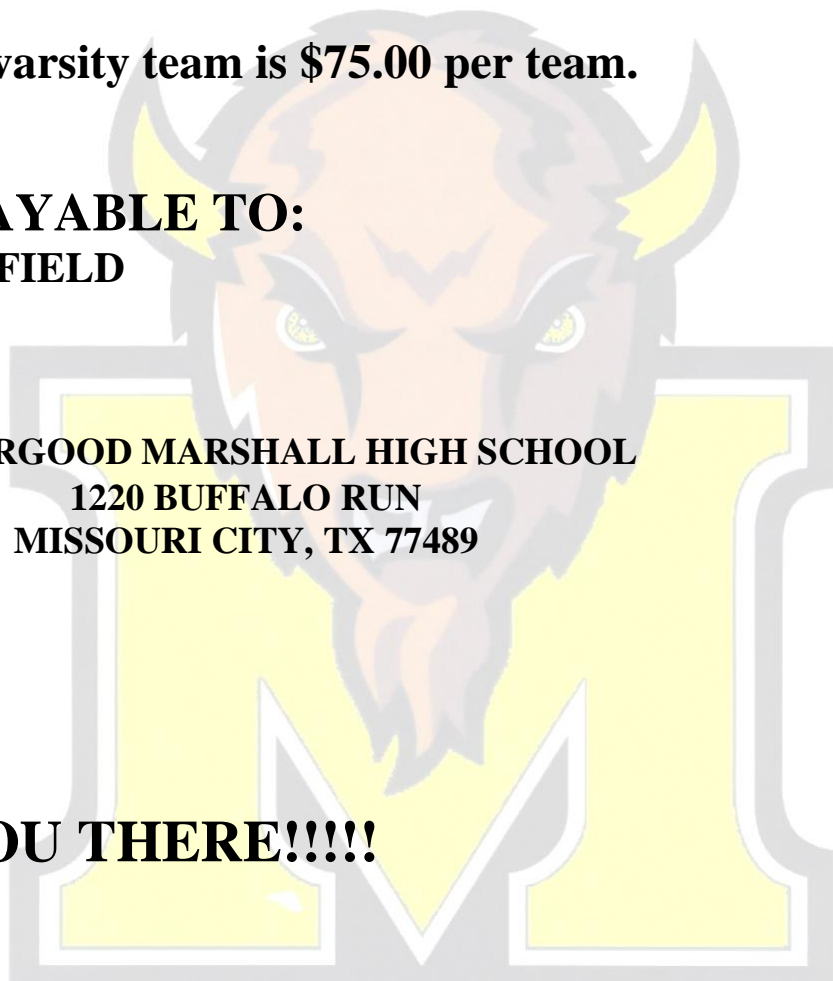 varsity team is $75.00 per team.
AYABLE TO:
FIELD
RGOOD MARSHALL HIGH SCHOOL
1220 BUFFALO RUN
MISSOURI CITY, TX 77489
OU THERE!!!!!